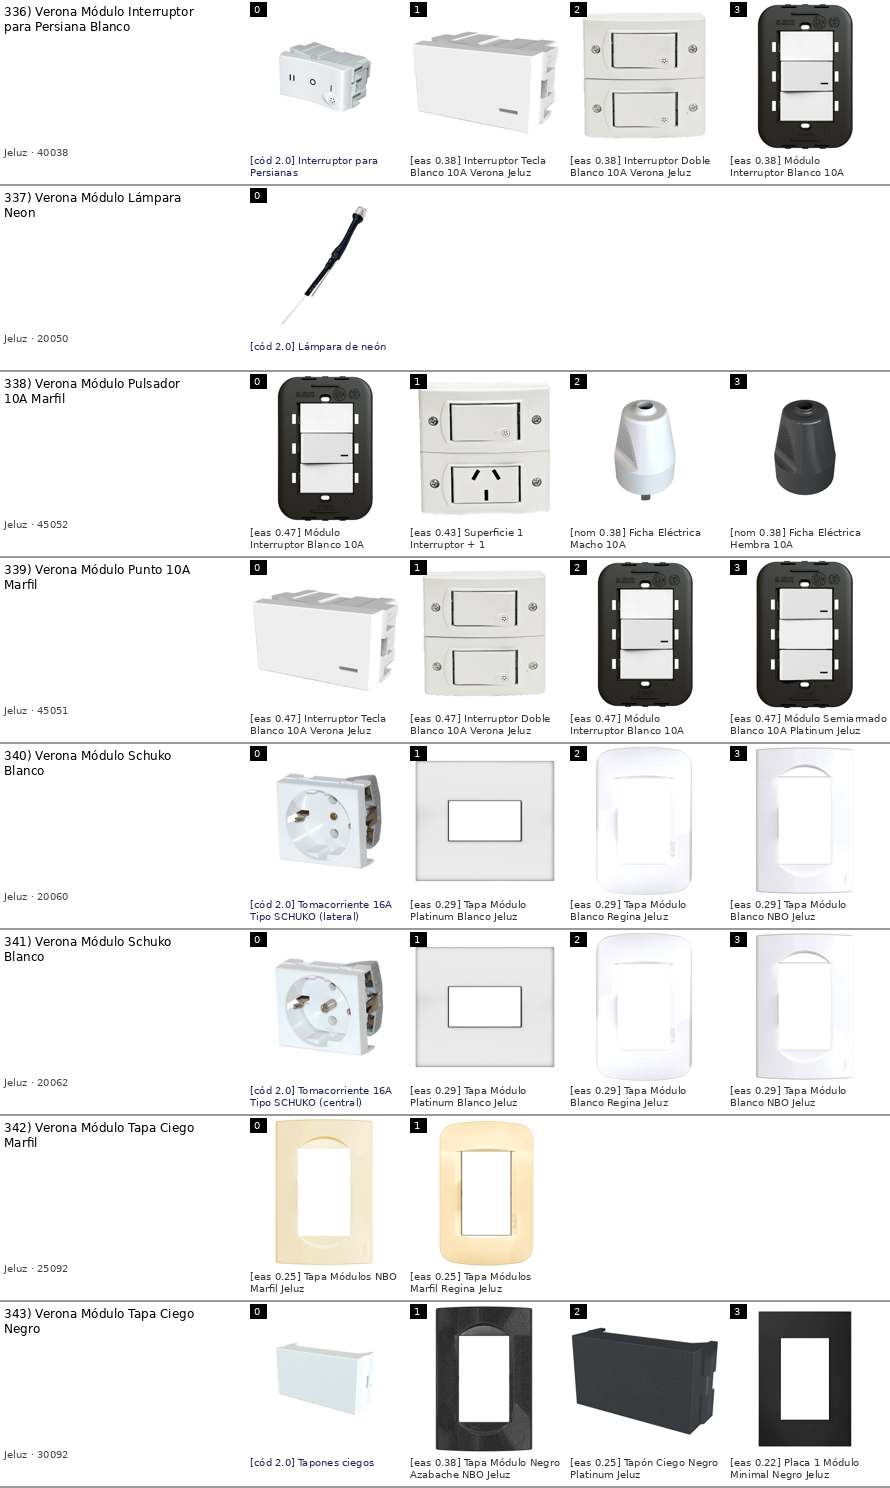 336) Verona Módulo Interruptor
para Persiana Blanco
Jeluz · 40038
0
[cód 2.0] Interruptor para
Persianas
1
[eas 0.38] Interruptor Tecla
Blanco 10A Verona Jeluz
2
[eas 0.38] Interruptor Doble
Blanco 10A Verona Jeluz
3
[eas 0.38] Módulo
Interruptor Blanco 10A
337) Verona Módulo Lámpara
Neon
Jeluz · 20050
0
[cód 2.0] Lámpara de neón
338) Verona Módulo Pulsador
10A Marfil
Jeluz · 45052
0
[eas 0.47] Módulo
Interruptor Blanco 10A
1
[eas 0.43] Superficie 1
Interruptor + 1
2
[nom 0.38] Ficha Eléctrica
Macho 10A
3
[nom 0.38] Ficha Eléctrica
Hembra 10A
339) Verona Módulo Punto 10A
Marfil
Jeluz · 45051
0
[eas 0.47] Interruptor Tecla
Blanco 10A Verona Jeluz
1
[eas 0.47] Interruptor Doble
Blanco 10A Verona Jeluz
2
[eas 0.47] Módulo
Interruptor Blanco 10A
3
[eas 0.47] Módulo Semiarmado
Blanco 10A Platinum Jeluz
340) Verona Módulo Schuko
Blanco
Jeluz · 20060
0
[cód 2.0] Tomacorriente 16A
Tipo SCHUKO (lateral)
1
[eas 0.29] Tapa Módulo
Platinum Blanco Jeluz
2
[eas 0.29] Tapa Módulo
Blanco Regina Jeluz
3
[eas 0.29] Tapa Módulo
Blanco NBO Jeluz
341) Verona Módulo Schuko
Blanco
Jeluz · 20062
0
[cód 2.0] Tomacorriente 16A
Tipo SCHUKO (central)
1
[eas 0.29] Tapa Módulo
Platinum Blanco Jeluz
2
[eas 0.29] Tapa Módulo
Blanco Regina Jeluz
3
[eas 0.29] Tapa Módulo
Blanco NBO Jeluz
342) Verona Módulo Tapa Ciego
Marfil
Jeluz · 25092
0
[eas 0.25] Tapa Módulos NBO
Marfil Jeluz
1
[eas 0.25] Tapa Módulos
Marfil Regina Jeluz
343) Verona Módulo Tapa Ciego
Negro
Jeluz · 30092
0
[cód 2.0] Tapones ciegos
1
[eas 0.38] Tapa Módulo Negro
Azabache NBO Jeluz
2
[eas 0.25] Tapón Ciego Negro
Platinum Jeluz
3
[eas 0.22] Placa 1 Módulo
Minimal Negro Jeluz